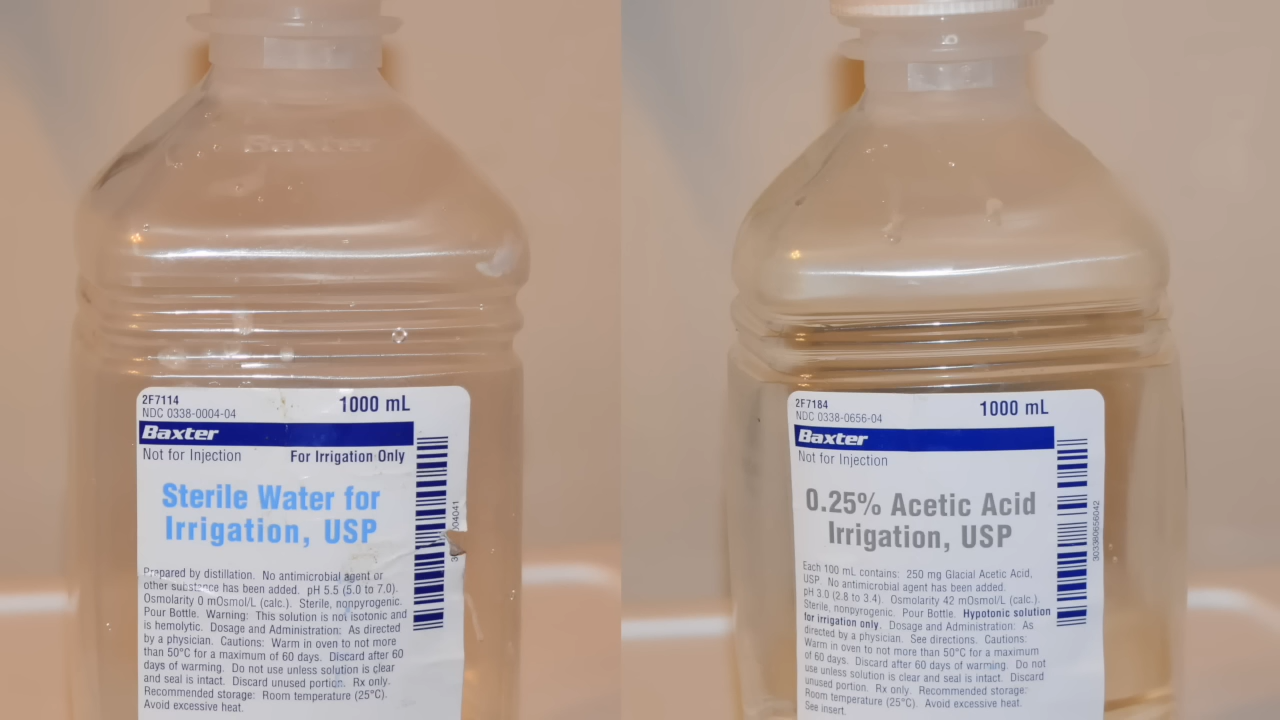 Baxter
2F7114
NDC 0338-0004-04
1000 mL
Baxter
Not for Injection
For Irrigation Only
Sterile Water for
Irrigation, USP
Prepared by distillation. No antimicrobial agent or
other substance has been added. pH 5.5 (5.0 to 7.0).
Osmolarity 0 mOsmol/L (calc.). Sterile, nonpyrogenic.
Pour Bottle. Warning: This solution is not isotonic and
is hemolytic. Dosage and Administration: As directed
by a physician. Cautions: Warm in oven to not more
than 50°C for a maximum of 60 days. Discard after 60
days of warming. Do not use unless solution is clear
and seal is intact. Discard unused portion. Rx only.
Recommended storage: Room temperature (25°C).
Avoid excessive heat.
2F7184
NDC 0338-0656-04
1000 mL
Baxter
Not for Injection
0.25% Acetic Acid
Irrigation, USP
Each 100 mL contains: 250 mg Glacial Acetic Acid,
USP. No antimicrobial agent has been added.
pH 3.0 (2.8 to 3.4). Osmolarity 42 mOsmol/L (calc.).
Sterile, nonpyrogenic. Pour Bottle. Hypotonic solution
for irrigation only. Dosage and Administration: As
directed by a physician. See directions. Cautions:
Warm in oven to not more than 50°C for a maximum
of 60 days. Discard after 60 days of warming. Do not
use unless solution is clear and seal is intact. Discard
unused portion. Rx only. Recommended storage:
Room temperature (25°C). Avoid excessive heat.
See insert.
303380656042